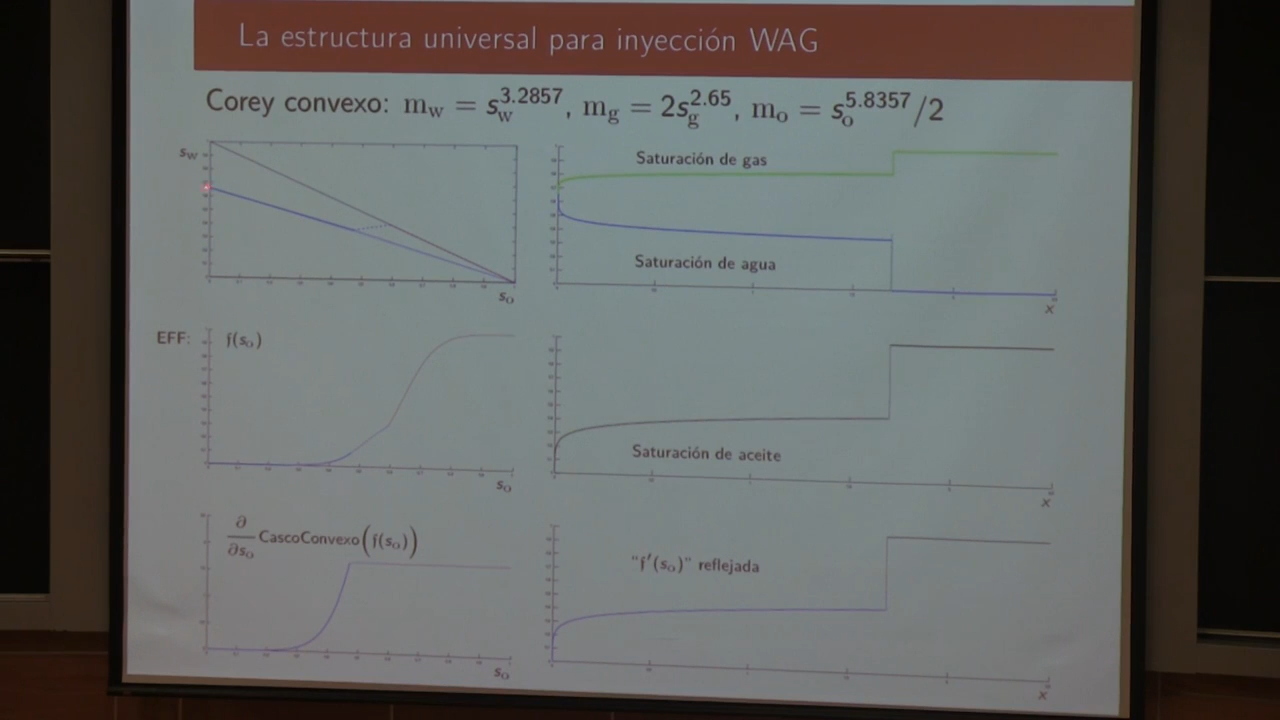 La estructura universal para inyección WAG
Corey convexo: m_w = s_w^3.2857, m_g = 2s_g^2.65, m_o = s_o^5.8357/2
s_w
s_o
Saturación de gas
Saturación de agua
x
EFF: f(s_o)
s_o
Saturación de aceite
x
∂/∂s_o CascoConvexo(f(s_o))
s_o
"f′(s_o)" reflejada
x